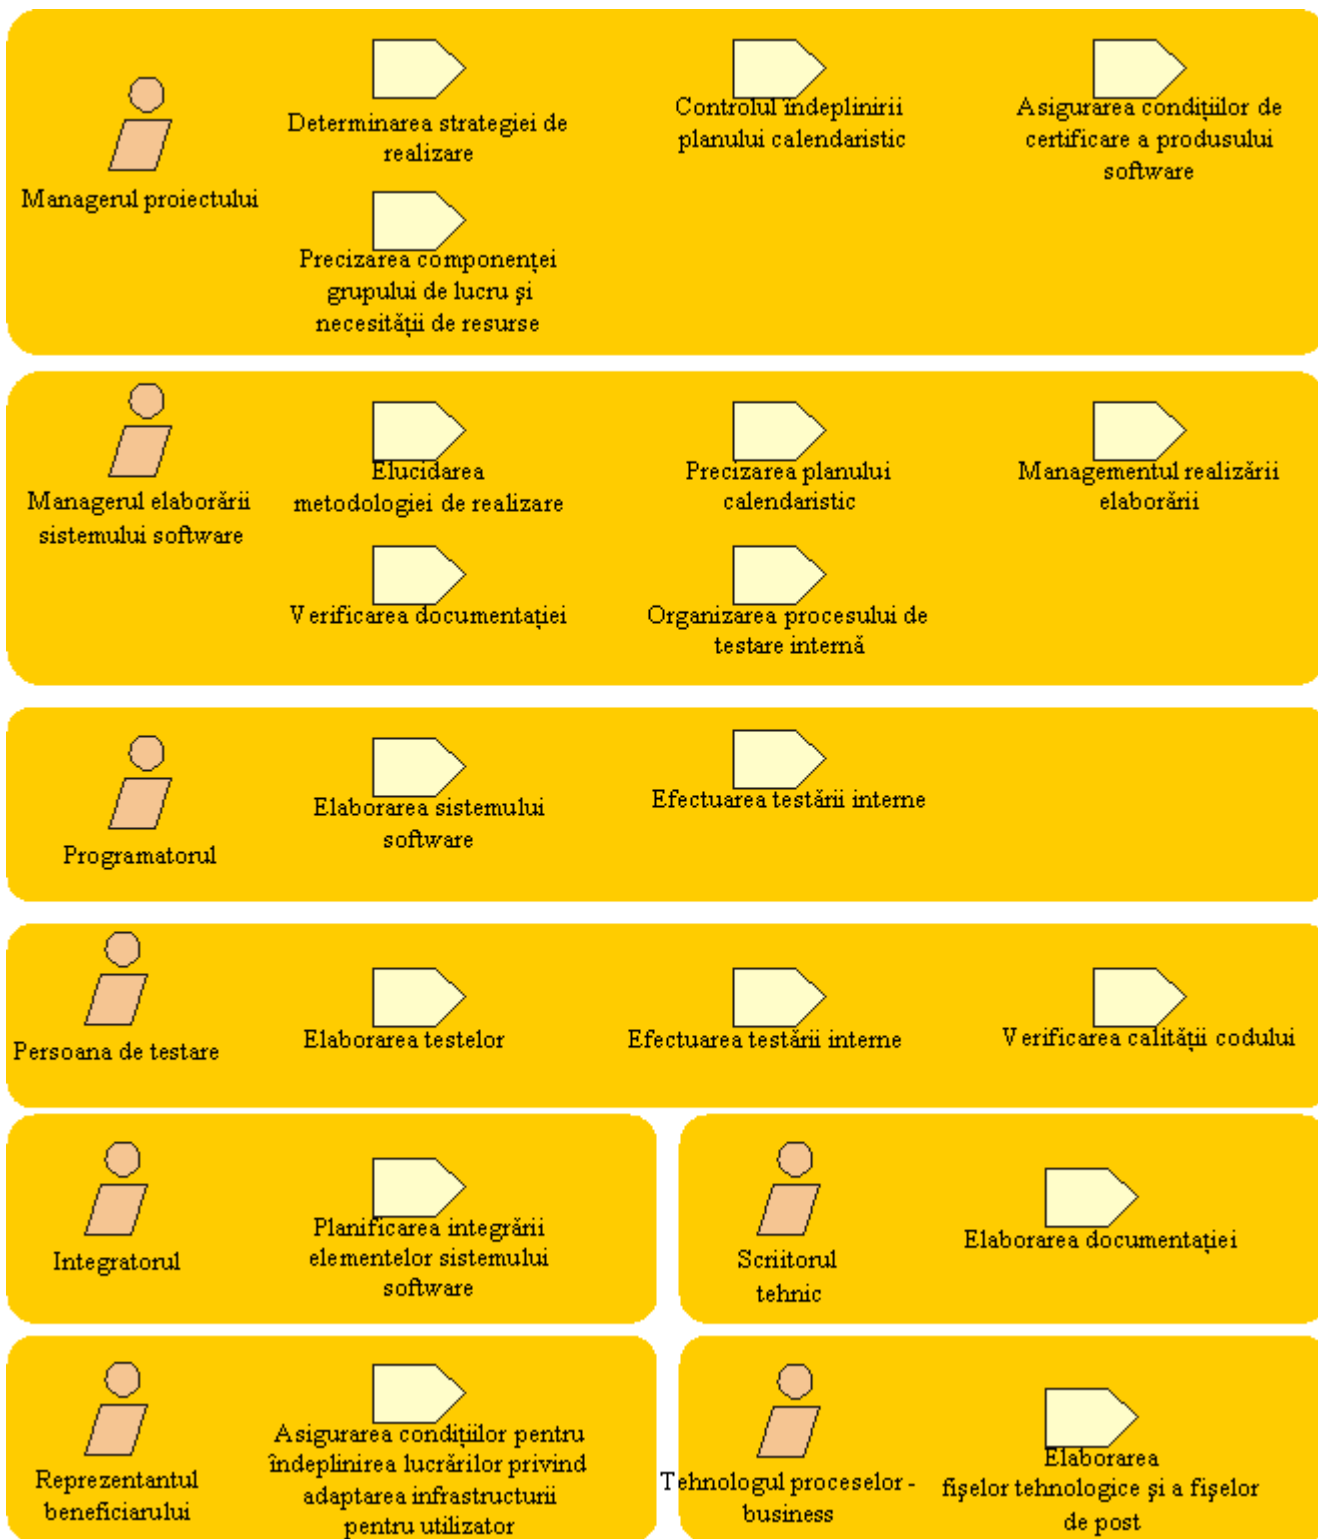 Managerul proiectului
Determinarea strategiei de
realizare
Controlul îndeplinirii
planului calendaristic
Asigurarea condițiilor de
certificare a produsului
software
Precizarea componenței
grupului de lucru și
necesității de resurse
Managerul elaborării
sistemului software
Elucidarea
metodologiei de realizare
Precizarea planului
calendaristic
Managementul realizării
elaborării
Verificarea documentației
Organizarea procesului de
testare internă
Programatorul
Elaborarea sistemului
software
Efectuarea testării interne
Persoana de testare
Elaborarea testelor
Efectuarea testării interne
Verificarea calității codului
Integratorul
Planificarea integrării
elementelor sistemului
software
Scriitorul
tehnic
Elaborarea documentației
Reprezentantul
beneficiarului
Asigurarea condițiilor pentru
îndeplinirea lucrărilor privind
adaptarea infrastructurii
pentru utilizator
Tehnologul proceselor -
business
Elaborarea
fișelor tehnologice și a fișelor
de post